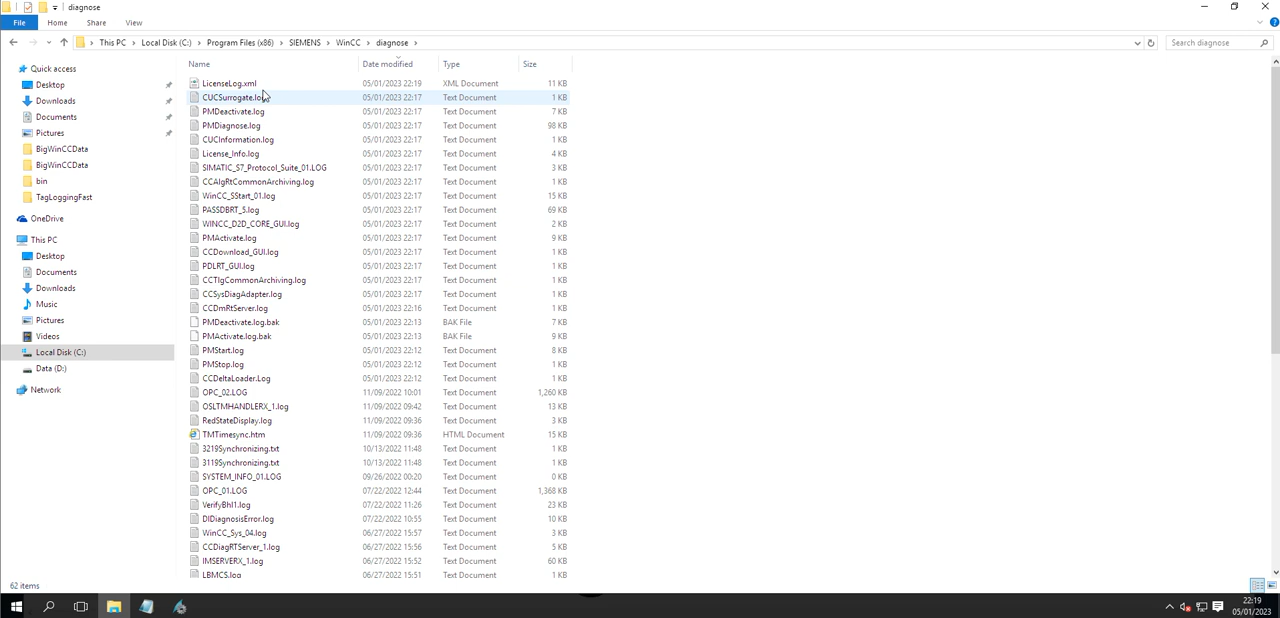 diagnose
File Home Share View
This PC Local Disk (C:) Program Files (x86) SIEMENS WinCC diagnose Search diagnose
Name Date modified Type Size
Quick access
Desktop
Downloads
Documents
Pictures
BigWinCCData
BigWinCCData
bin
TagLoggingFast
OneDrive
This PC
Desktop
Documents
Downloads
Music
Pictures
Videos
Local Disk (C:)
Data (D:)
Network
LicenseLog.xml 05/01/2023 22:19 XML Document 11 KB
CUCSurrogate.log 05/01/2023 22:17 Text Document 1 KB
PMDeactivate.log 05/01/2023 22:17 Text Document 7 KB
PMDiagnose.log 05/01/2023 22:17 Text Document 98 KB
CUCInformation.log 05/01/2023 22:17 Text Document 1 KB
License_Info.log 05/01/2023 22:17 Text Document 4 KB
SIMATIC_S7_Protocol_Suite_01.LOG 05/01/2023 22:17 Text Document 3 KB
CCAlgRtCommonArchiving.log 05/01/2023 22:17 Text Document 1 KB
WinCC_SStart_01.log 05/01/2023 22:17 Text Document 15 KB
PASSDBRT_5.log 05/01/2023 22:17 Text Document 69 KB
WINCC_D2D_CORE_GUI.log 05/01/2023 22:17 Text Document 2 KB
PMActivate.log 05/01/2023 22:17 Text Document 9 KB
CCDownload_GUI.log 05/01/2023 22:17 Text Document 1 KB
PDLRT_GUI.log 05/01/2023 22:17 Text Document 1 KB
CCTlgCommonArchiving.log 05/01/2023 22:17 Text Document 1 KB
CCSysDiagAdapter.log 05/01/2023 22:17 Text Document 1 KB
CCDmRtServer.log 05/01/2023 22:16 Text Document 1 KB
PMDeactivate.log.bak 05/01/2023 22:13 BAK File 7 KB
PMActivate.log.bak 05/01/2023 22:13 BAK File 9 KB
PMStart.log 05/01/2023 22:12 Text Document 8 KB
PMStop.log 05/01/2023 22:12 Text Document 1 KB
CCDeltaLoader.Log 05/01/2023 22:12 Text Document 1 KB
OPC_02.LOG 11/09/2022 10:01 Text Document 1,260 KB
OSLTMHANDLERX_1.log 11/09/2022 09:42 Text Document 13 KB
RedStateDisplay.log 11/09/2022 09:36 Text Document 3 KB
TMTimesync.htm 11/09/2022 09:36 HTML Document 15 KB
3219Synchronizing.txt 10/13/2022 11:48 Text Document 1 KB
3119Synchronizing.txt 10/13/2022 11:48 Text Document 1 KB
SYSTEM_INFO_01.LOG 09/26/2022 00:20 Text Document 0 KB
OPC_01.LOG 07/22/2022 12:44 Text Document 1,368 KB
VerifyBhl1.log 07/22/2022 11:26 Text Document 23 KB
DIDiagnosisError.log 07/22/2022 10:55 Text Document 10 KB
WinCC_Sys_04.log 06/27/2022 15:57 Text Document 3 KB
CCDiagRTServer_1.log 06/27/2022 15:56 Text Document 5 KB
IMSERVERX_1.log 06/27/2022 15:52 Text Document 60 KB
LBMCS.log 06/27/2022 15:51 Text Document 1 KB
62 items
22:19
05/01/2023